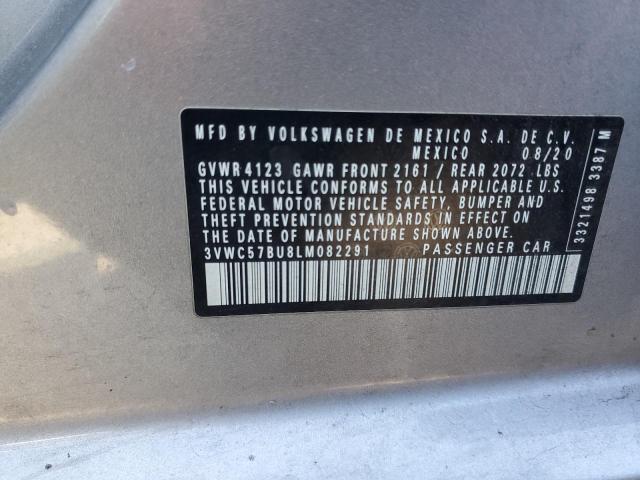 MFD BY VOLKSWAGEN DE MEXICO S.A. DE C.V.
MEXICO 08/20
GVWR 4123 GAWR FRONT 2161 / REAR 2072 LBS
THIS VEHICLE CONFORMS TO ALL APPLICABLE U.S.
FEDERAL MOTOR VEHICLE SAFETY, BUMPER AND
THEFT PREVENTION STANDARDS IN EFFECT ON
THE DATE OF MANUFACTURE SHOWN ABOVE.
3VWC57BU8LM082291 PASSENGER CAR
3321498 3387 M